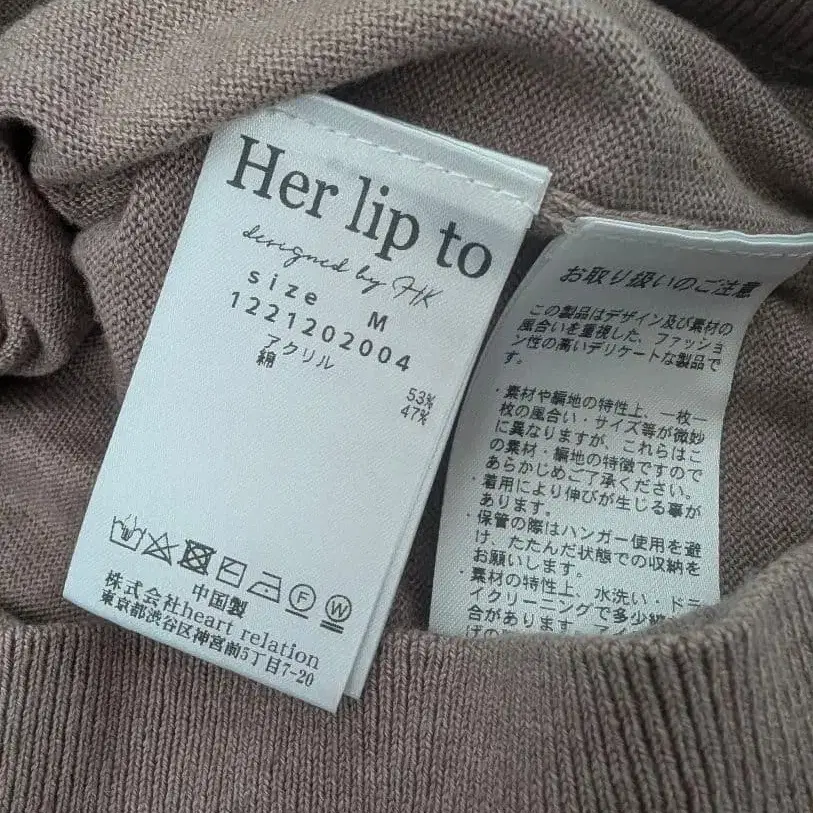 Her lip to
designed by HK
size M
1221202004
アクリル 53%
綿 47%
中国製
株式会社heart relation
東京都渋谷区神宮前5丁目7-20
お取り扱いのご注意
この製品はデザイン及び素材の
風合いを重視した、ファッショ
ン性の高いデリケートな製品で
す。
・素材や編地の特性上、一枚一
枚の風合い・サイズ等が微妙
に異なりますが、これらはこ
の素材・編地の特徴ですので
あらかじめご了承ください。
・着用により伸びが生じる事が
あります。
・保管の際はハンガー使用を避
け、たたんだ状態での収納を
お願いします。
・素材の特性上、水洗い・ドラ
イクリーニングで多少縮
合があります。アイ
げの